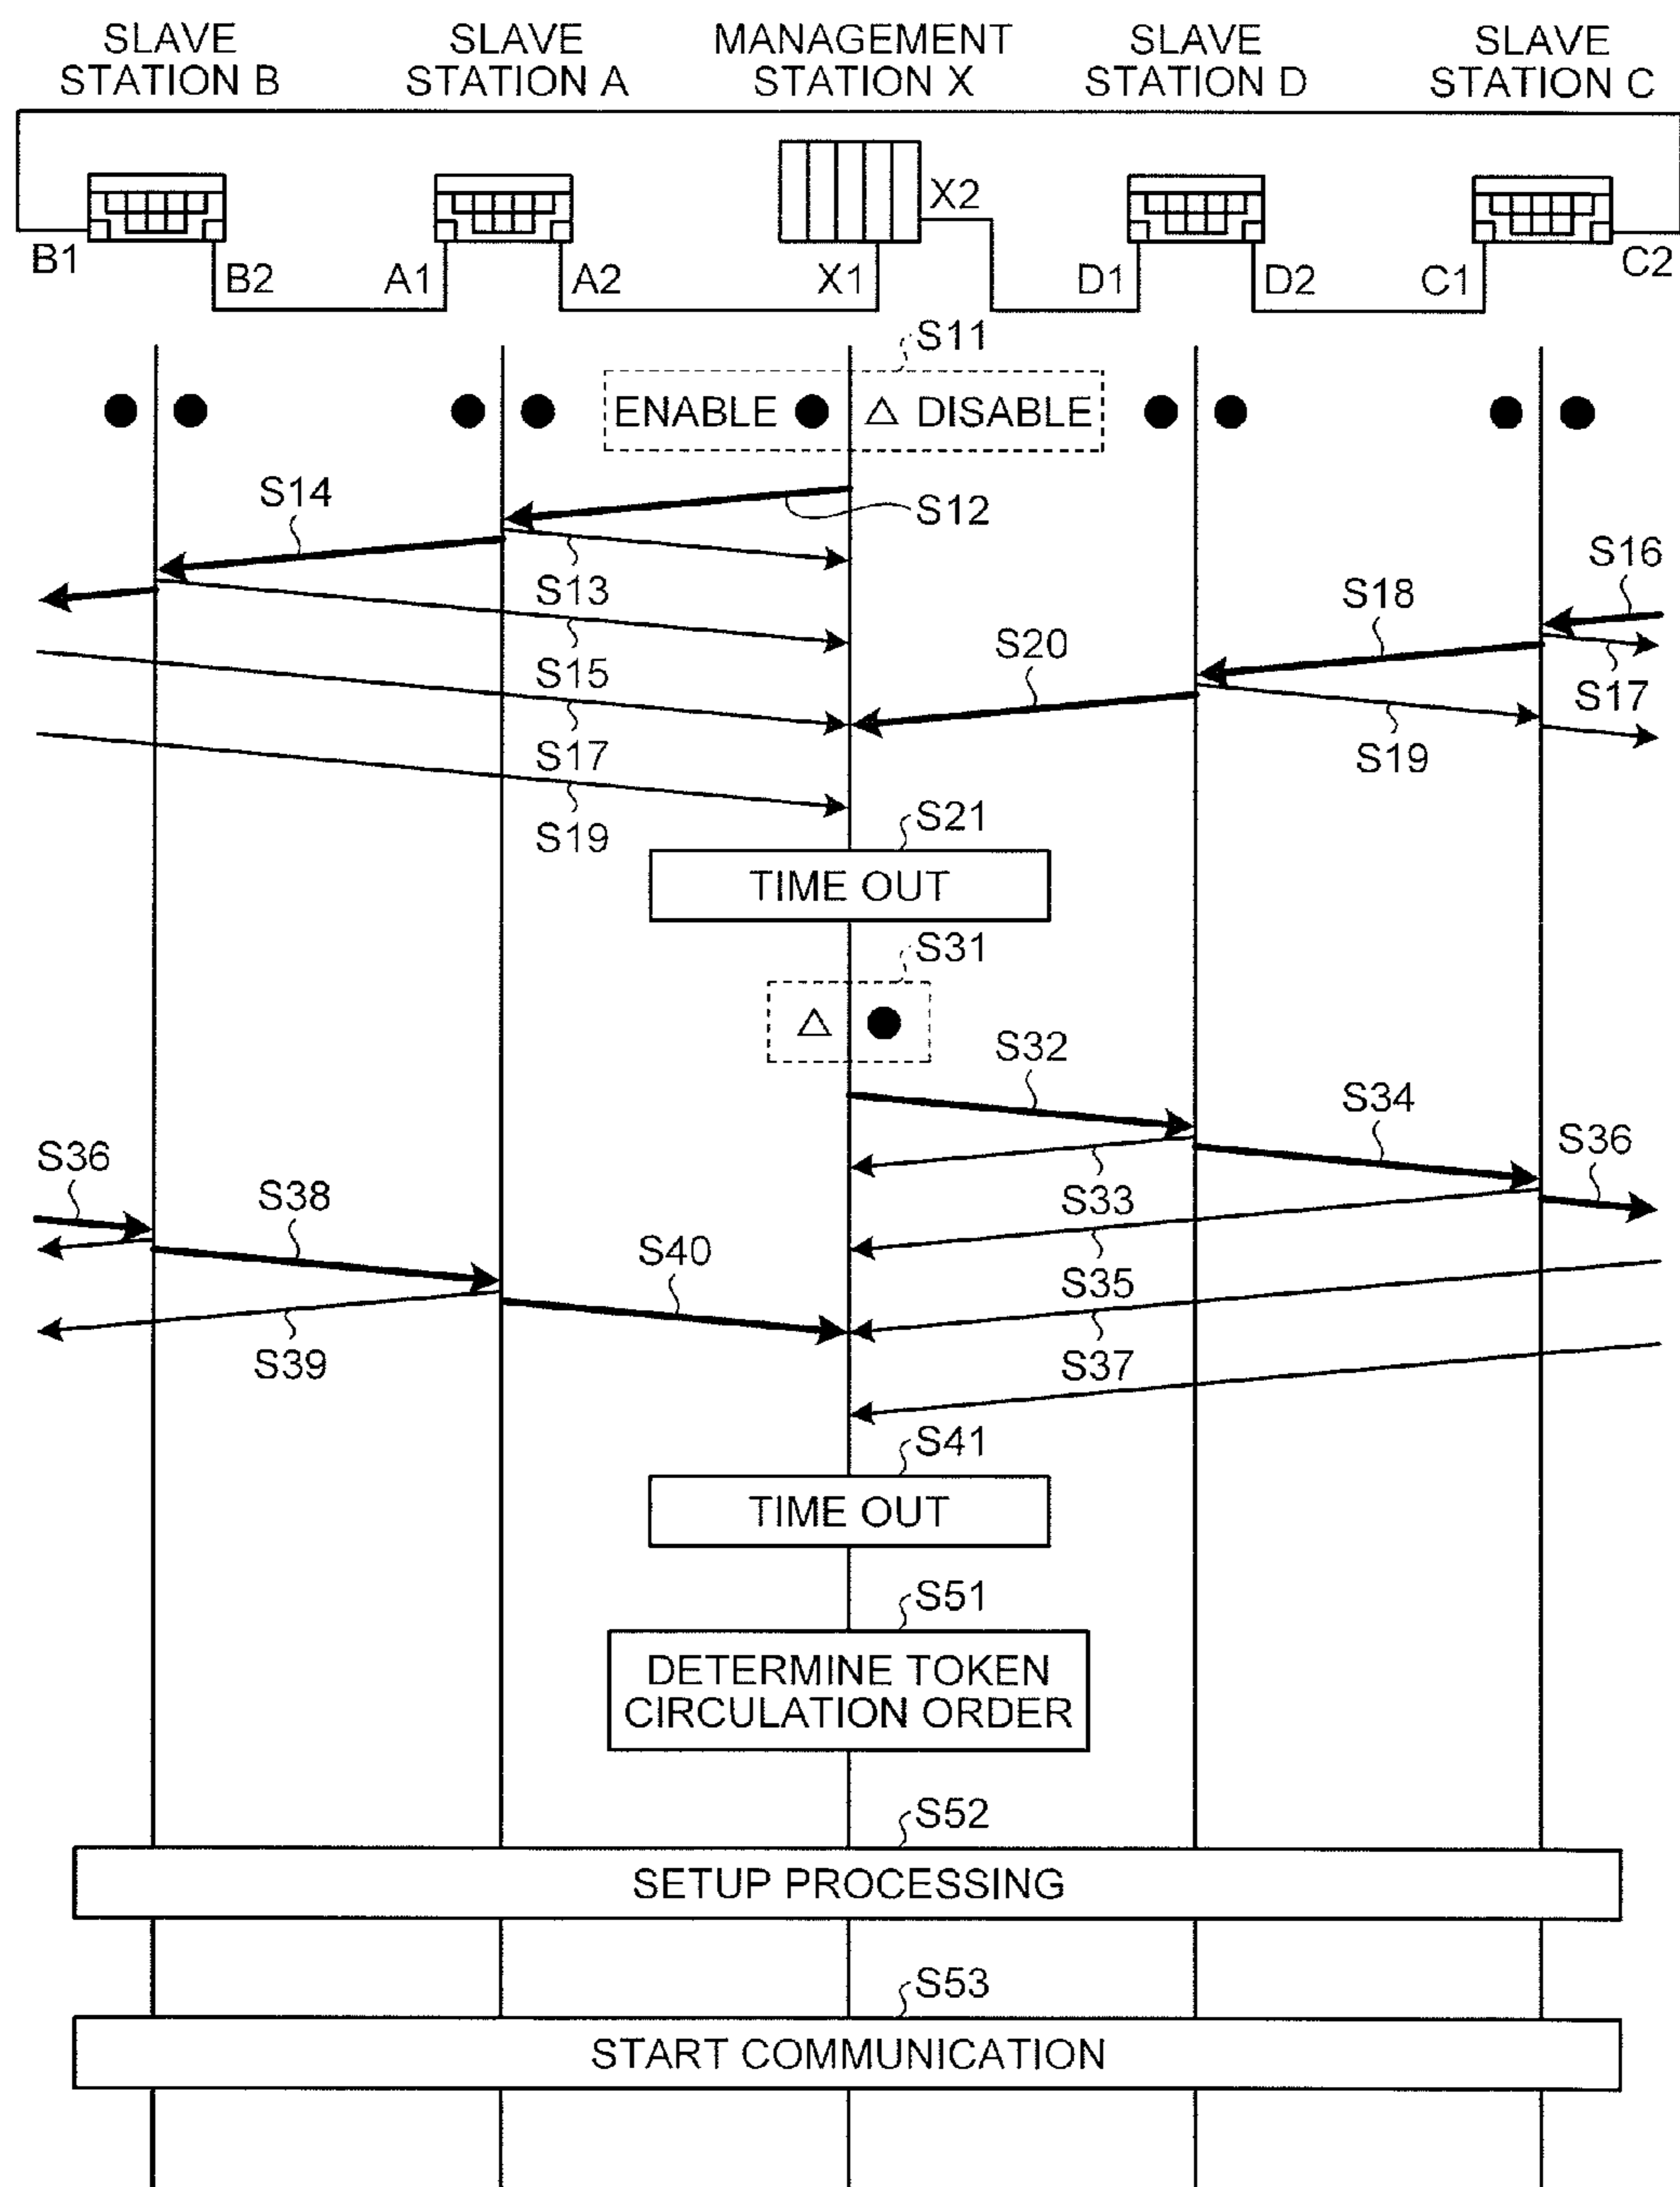 SLAVE
STATION B
SLAVE
STATION A
MANAGEMENT
STATION X
SLAVE
STATION D
SLAVE
STATION C
X2
B1
B2
A1
A2
X1
D1
D2
C1
C2
S11
ENABLE
DISABLE
S14
S12
S16
S13
S18
S20
S15
S17
S17
S19
S19
S21
TIME OUT
S31
S32
S34
S36
S36
S38
S33
S40
S35
S39
S37
S41
TIME OUT
S51
DETERMINE TOKEN
CIRCULATION ORDER
S52
SETUP PROCESSING
S53
START COMMUNICATION